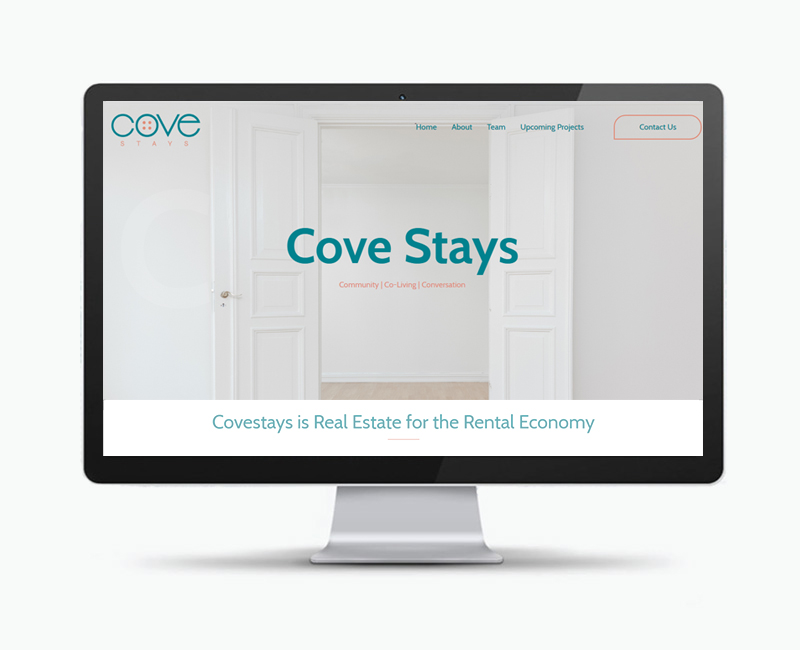 cove
STAYS
Home About Team Upcoming Projects Contact Us
Cove Stays
Community | Co-Living | Conversation
Covestays is Real Estate for the Rental Economy